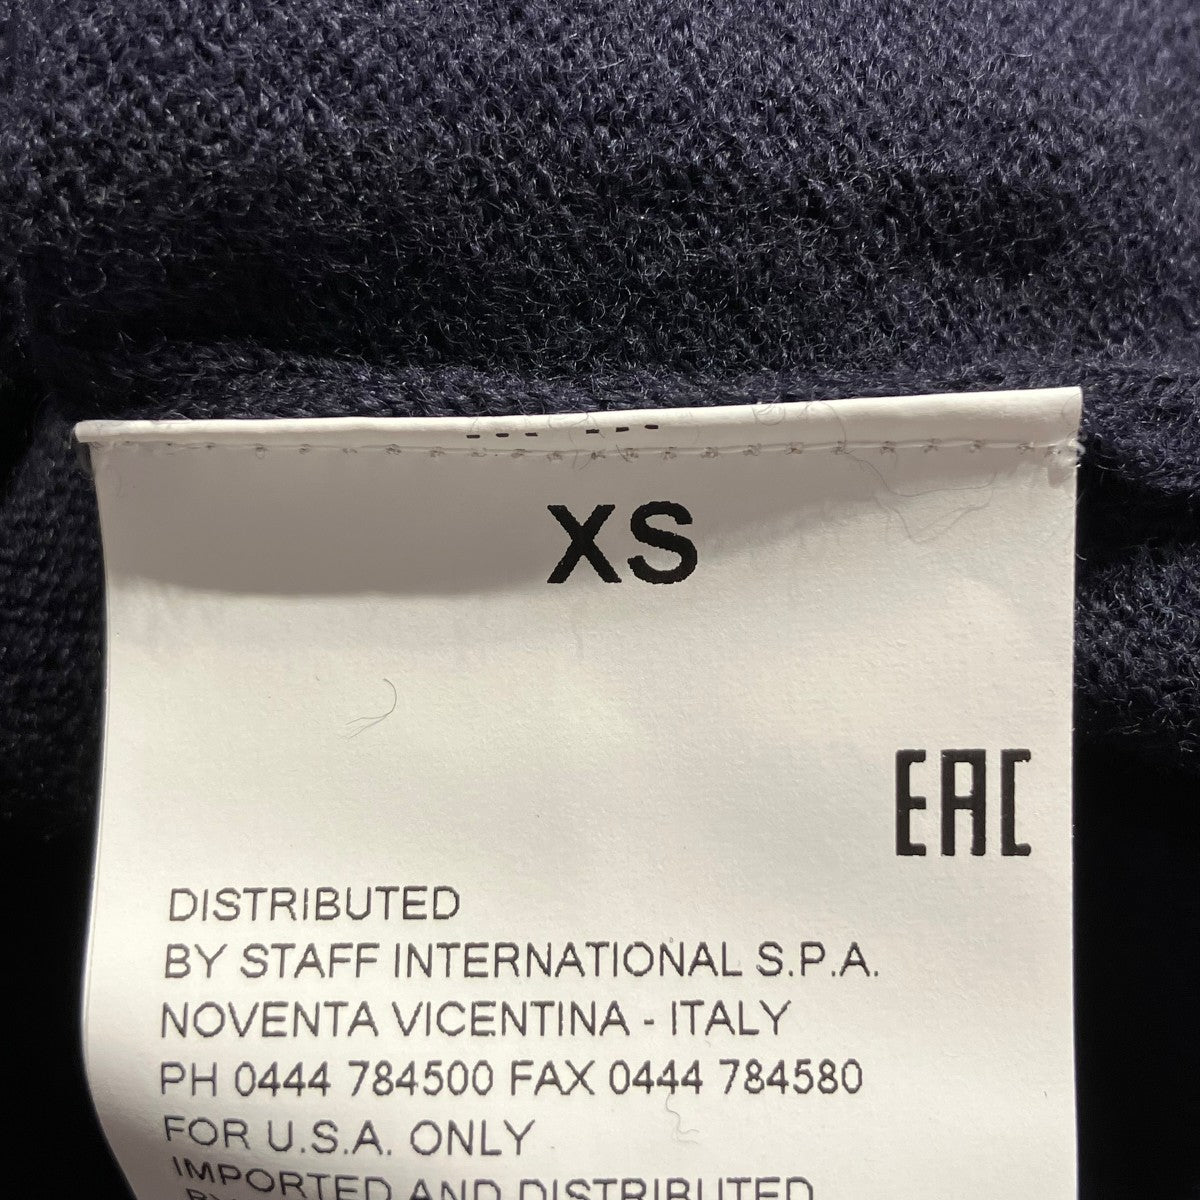 XS
EAC
DISTRIBUTED
BY STAFF INTERNATIONAL S.P.A.
NOVENTA VICENTINA - ITALY
PH 0444 784500 FAX 0444 784580
FOR U.S.A. ONLY
IMPORTED AND DISTRIBUTED